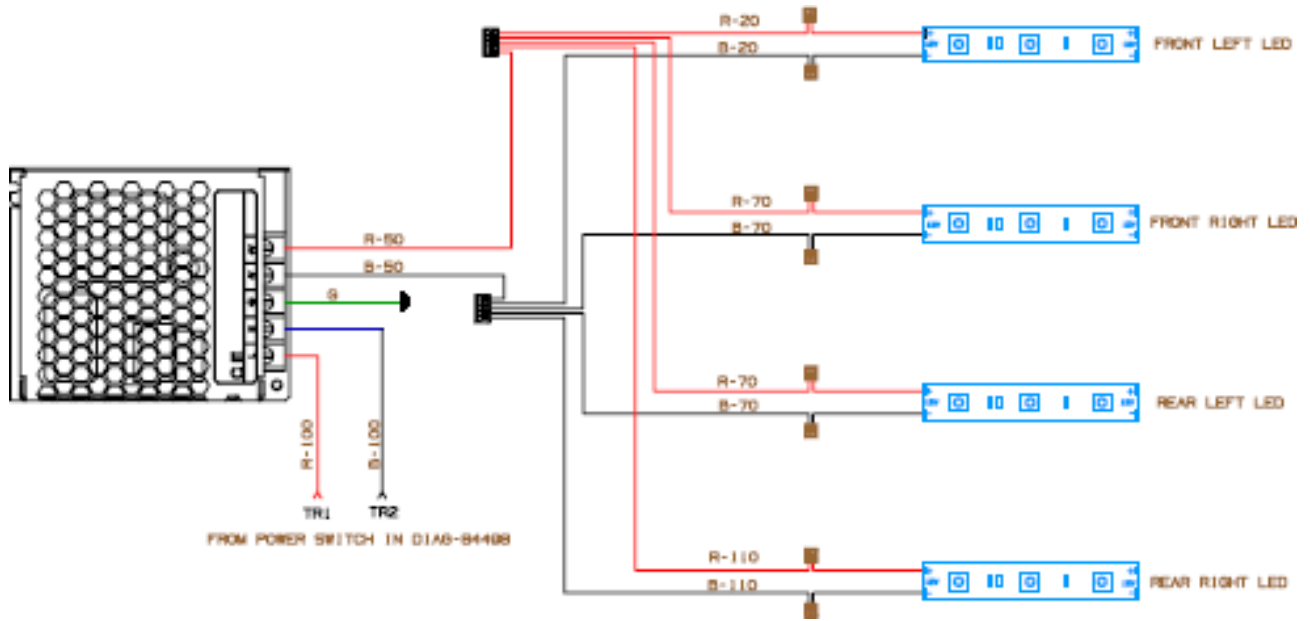 R-20
B-20
FRONT LEFT LED
R-70
B-70
FRONT RIGHT LED
R-50
B-50
G
R-70
B-70
REAR LEFT LED
R-100
B-100
TR1
TR2
FROM POWER SWITCH IN DIAG-84498
R-110
B-110
REAR RIGHT LED